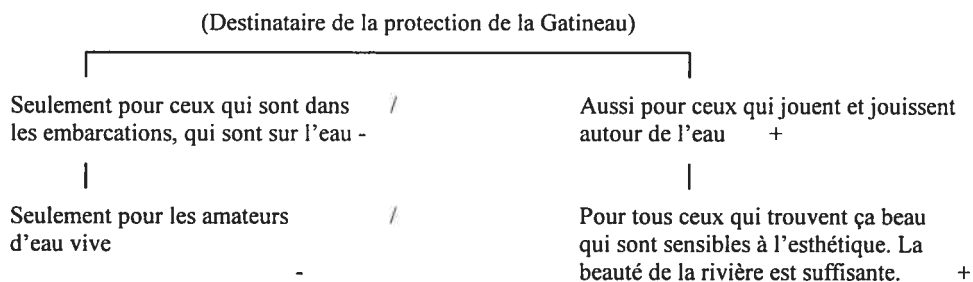 (Destinataire de la protection de la Gatineau)
Seulement pour ceux qui sont dans /
les embarcations, qui sont sur l'eau -
Aussi pour ceux qui jouent et jouissent
autour de l'eau +
Seulement pour les amateurs /
d'eau vive
-
Pour tous ceux qui trouvent ça beau
qui sont sensibles à l'esthétique. La
beauté de la rivière est suffisante. +